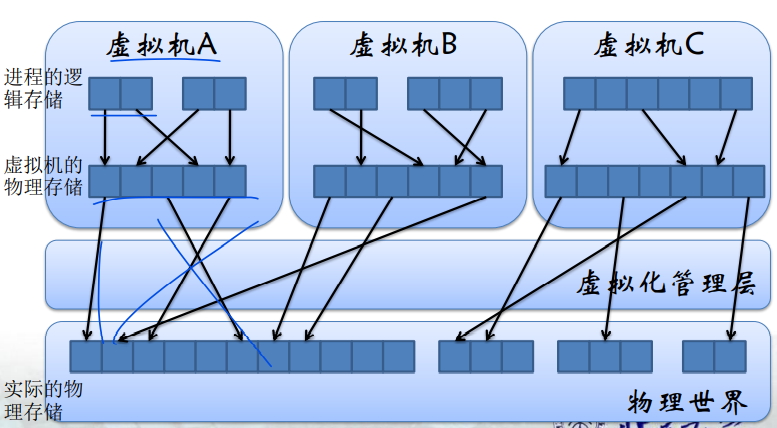 虚拟机A
虚拟机B
虚拟机C
进程的逻
辑存储
虚拟机的
物理存储
虚拟化管理层
实际的物
理存储
物理世界